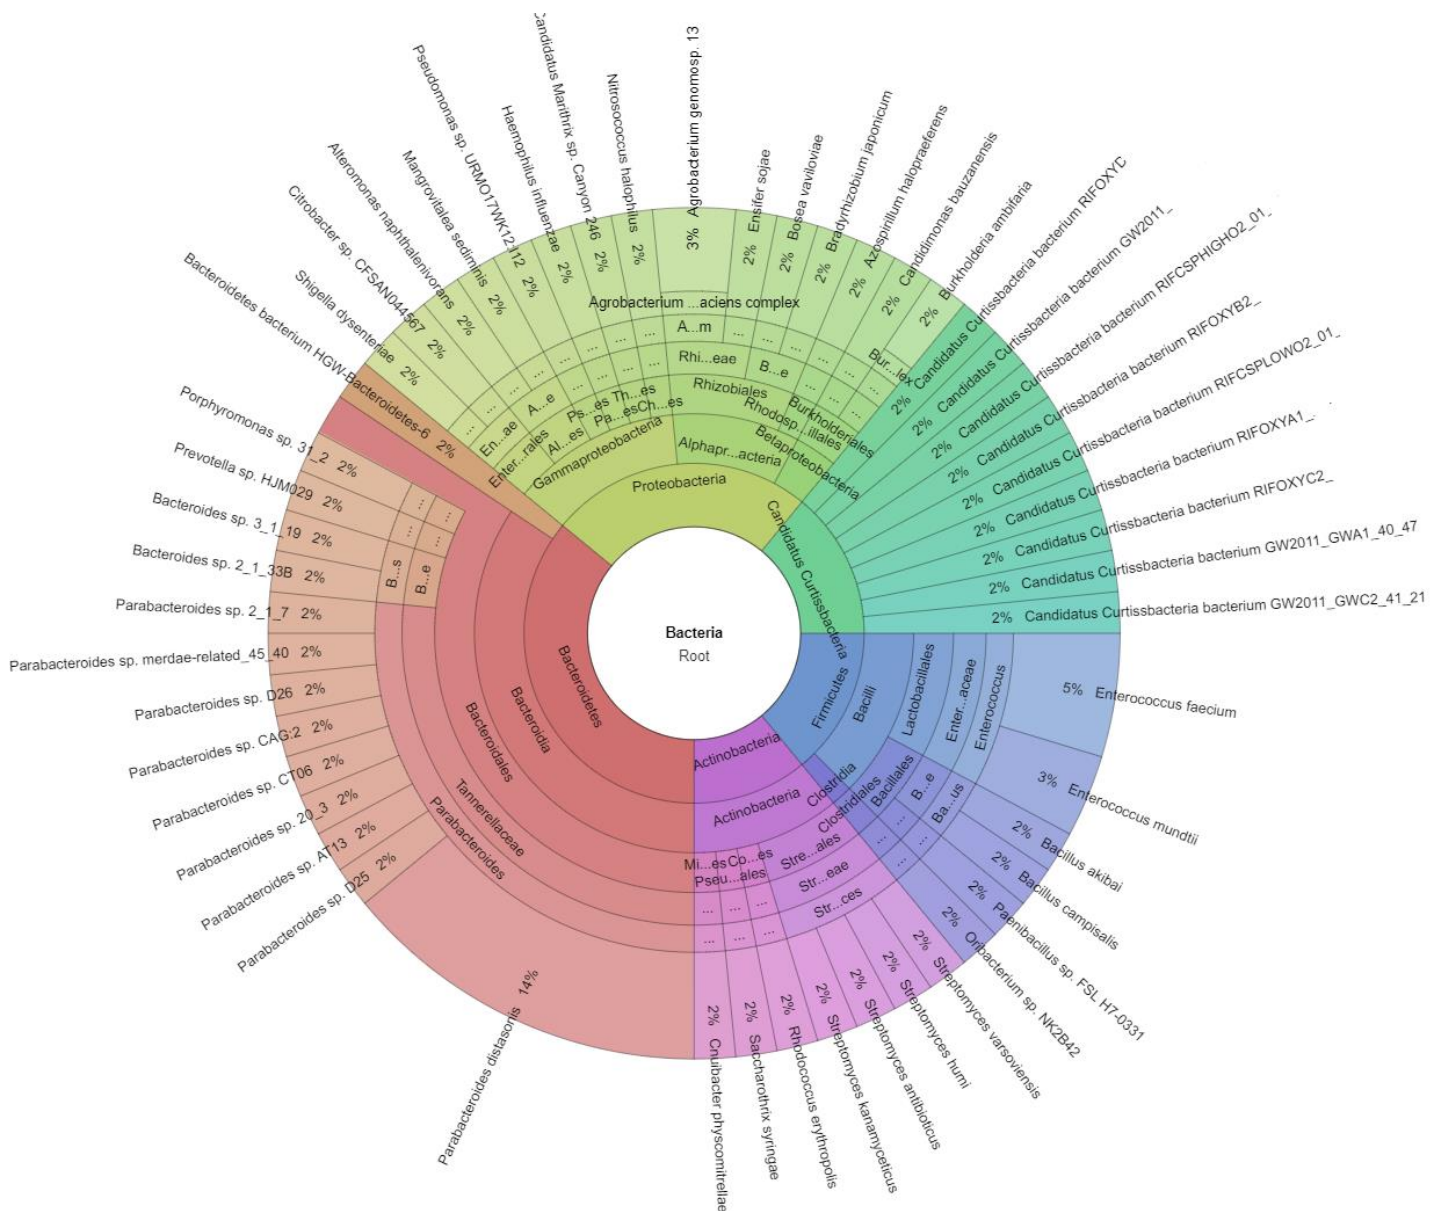 Bacteria
Root
Bacteroidetes
Proteobacteria
Candidatus Curtissbacteria
Firmicutes
Actinobacteria
Bacteroidia
Bacteroidales
Tannerellaceae
Parabacteroides
B...s
B...e
...
...
...
...
Gammaproteobacteria
Alphapr...acteria
Betaproteobacteria
Enter...rales
En...ae
Al...es
A...e
Ps...es
Pa...es
Th...es
Ch...es
Rhizobiales
Rhodosp...illales
Burkholderiales
Rhi...eae
B...e
A...m
Agrobacterium ...aciens complex
Bur...lex
Bacilli
Clostridia
Lactobacillales
Bacillales
Clostridiales
Enter...aceae
Enterococcus
B...e
Ba...us
Actinobacteria
Mi...es
Co...es
Pseu...ales
Stre...ales
Str...eae
Str...ces
Bacteroidetes bacterium HGW-Bacteroidetes-6 2%
Shigella dysenteriae 2%
Citrobacter sp. CFSAN044567 2%
Alteromonas naphthalenivorans 2%
Mangrovitalea sediminis 2%
Pseudomonas sp. URMO17WK12:I12 2%
Haemophilus influenzae 2%
Candidatus Marithrix sp. Canyon 246 2%
Nitrosococcus halophilus 2%
3% Agrobacterium genomosp. 13
2% Ensifer sojae
2% Bosea vaviloviae
2% Bradyrhizobium japonicum
2% Azospirillum halopraeferens
2% Candidimonas bauzanensis
2% Burkholderia ambifaria
2% Candidatus Curtissbacteria bacterium RIFOXYD
2% Candidatus Curtissbacteria bacterium GW2011_
2% Candidatus Curtissbacteria bacterium RIFCSPHIGHO2_01_
2% Candidatus Curtissbacteria bacterium RIFOXYB2_
2% Candidatus Curtissbacteria bacterium RIFCSPLOWO2_01_
2% Candidatus Curtissbacteria bacterium RIFOXYA1_
2% Candidatus Curtissbacteria bacterium RIFOXYC2_
2% Candidatus Curtissbacteria bacterium GW2011_GWA1_40_47
2% Candidatus Curtissbacteria bacterium GW2011_GWC2_41_21
5% Enterococcus faecium
3% Enterococcus mundtii
2% Bacillus akibai
2% Bacillus campisalis
2% Paenibacillus sp. FSL H7-0331
2% Oribacterium sp. NK2B42
2% Streptomyces varsoviensis
2% Streptomyces humi
2% Streptomyces antibioticus
2% Streptomyces kanamyceticus
2% Rhodococcus erythropolis
2% Saccharothrix syringae
2% Cnuibacter physcomitrellae
Parabacteroides distasonis 14%
Parabacteroides sp. D25 2%
Parabacteroides sp. AT13 2%
Parabacteroides sp. 20_3 2%
Parabacteroides sp. CT06 2%
Parabacteroides sp. CAG:2 2%
Parabacteroides sp. D26 2%
Parabacteroides sp. merdae-related_45_40 2%
Parabacteroides sp. 2_1_7 2%
Bacteroides sp. 2_1_33B 2%
Bacteroides sp. 3_1_19 2%
Prevotella sp. HJM029 2%
Porphyromonas sp. 31_2 2%